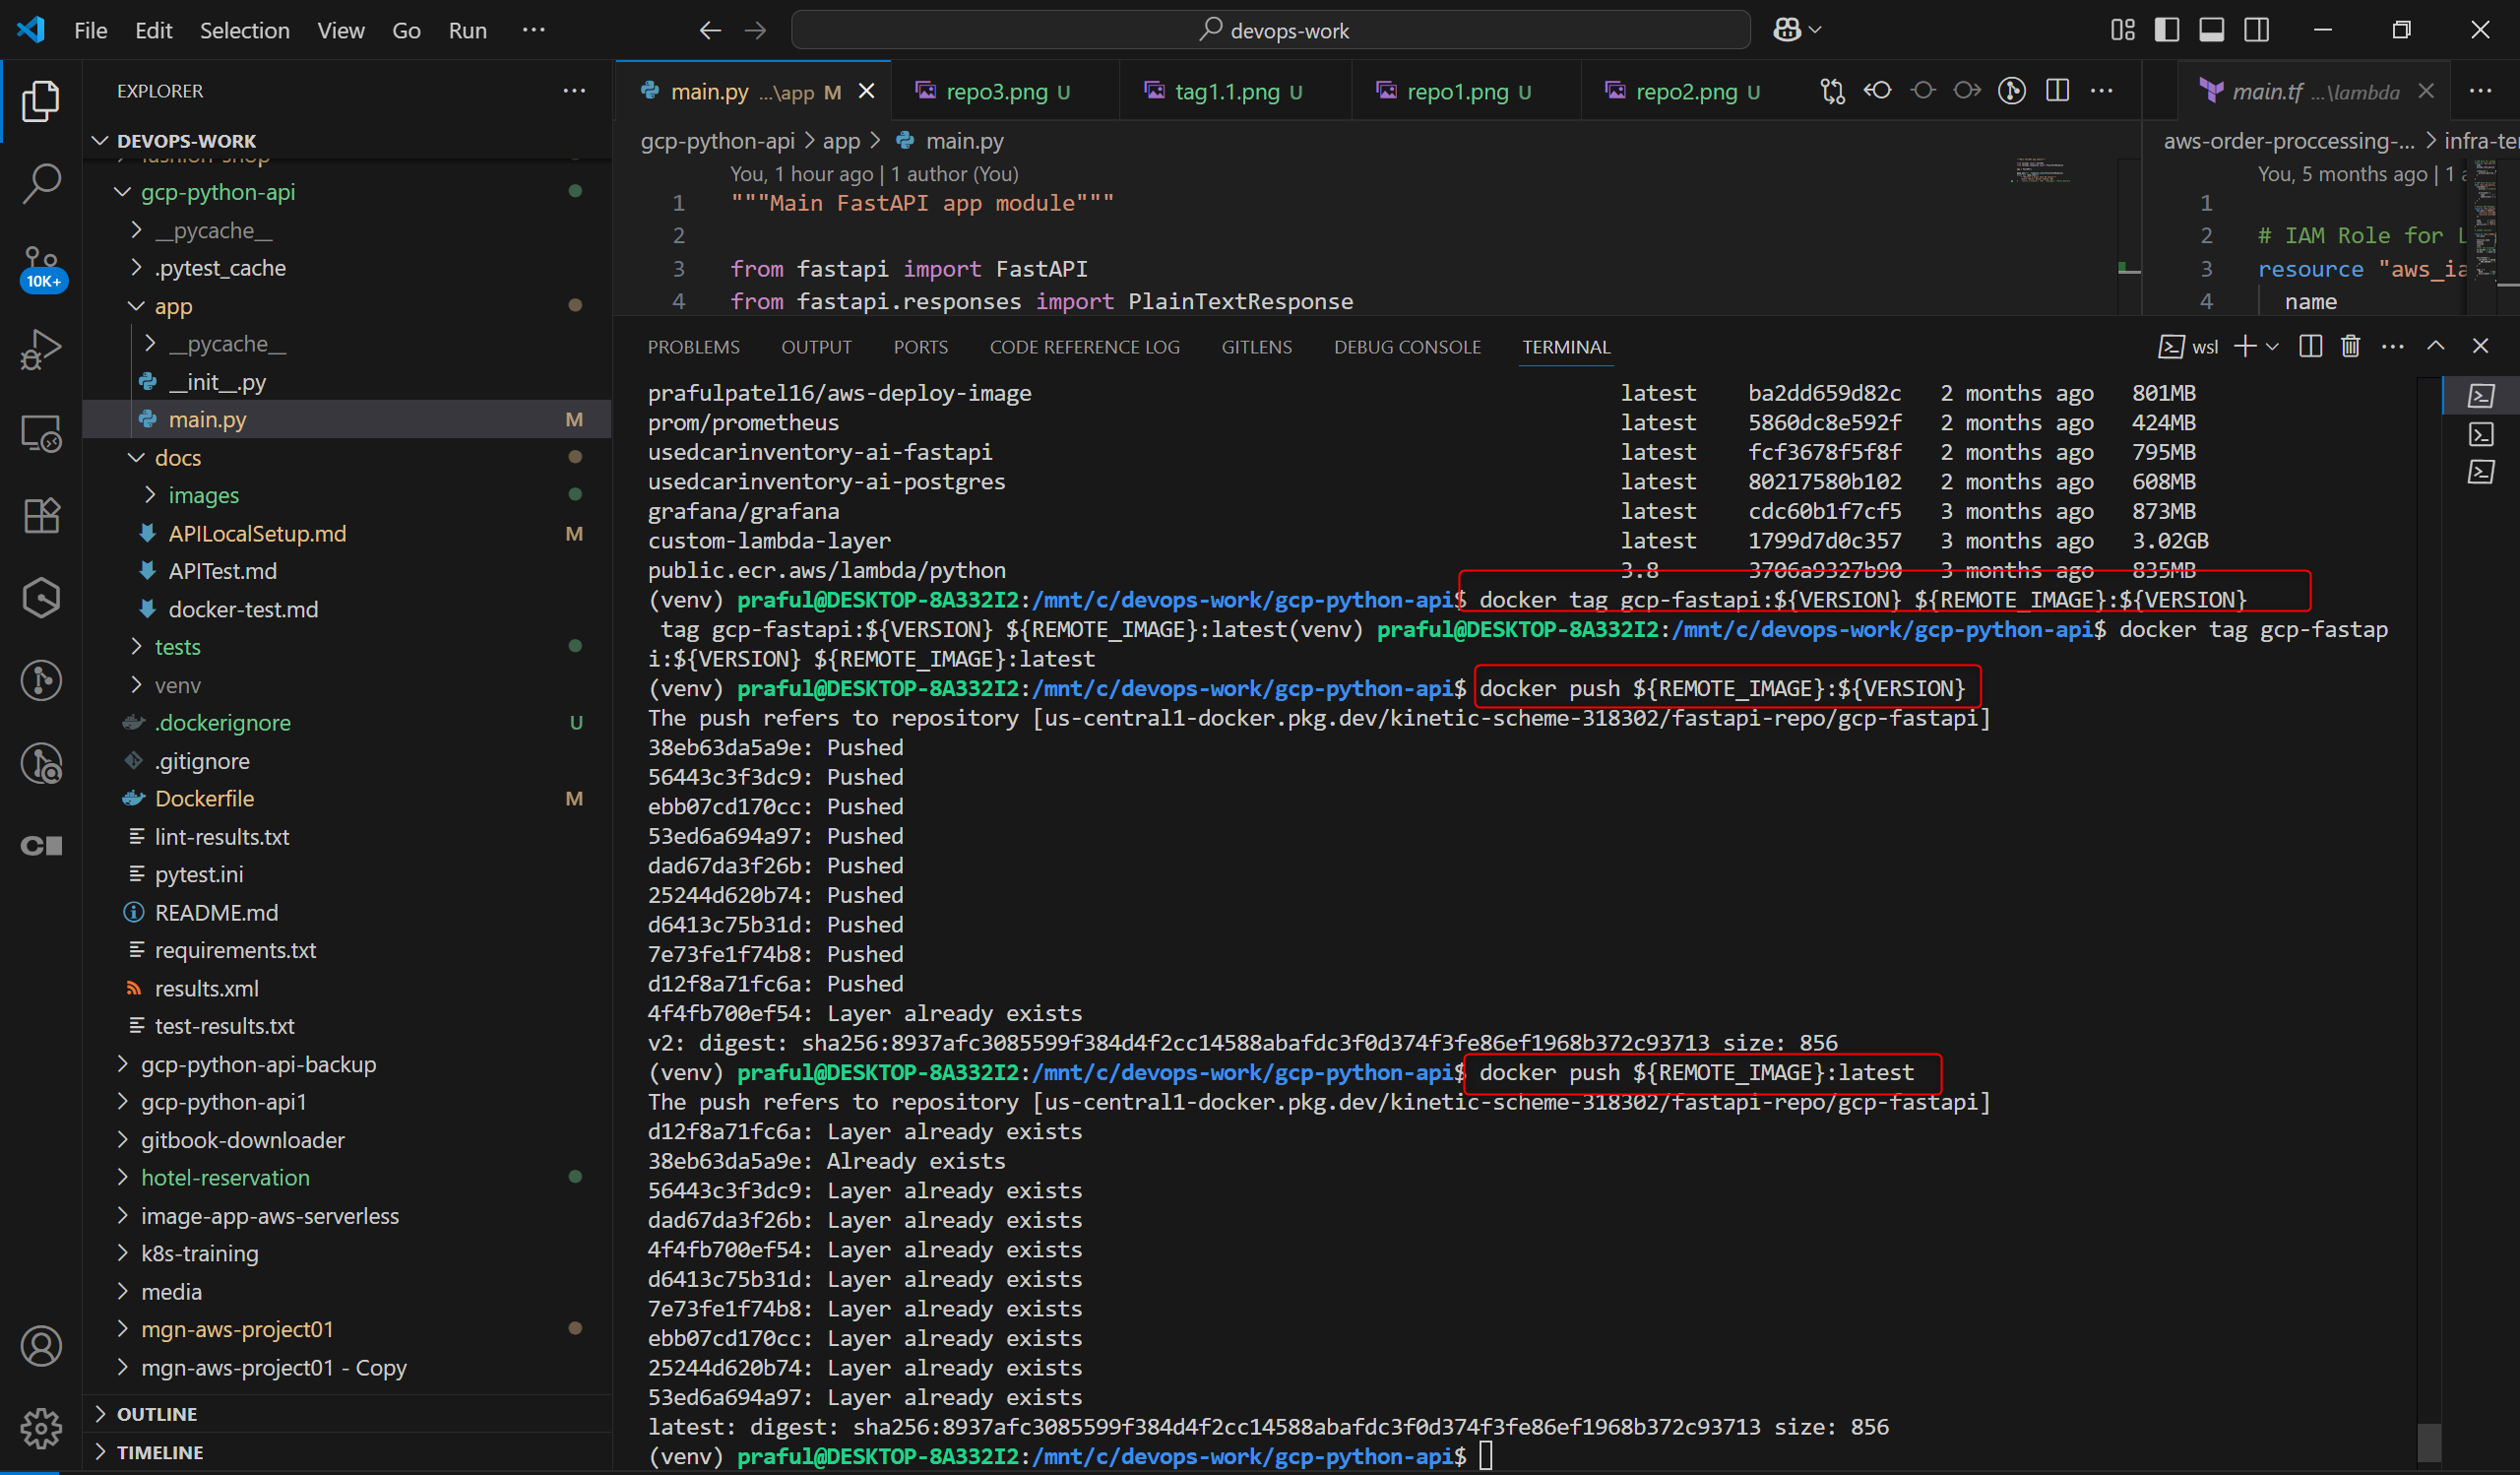 File Edit Selection View Go Run ···
devops-work
EXPLORER
DEVOPS-WORK
fashion-shop
gcp-python-api
__pycache__
.pytest_cache
app
__pycache__
__init__.py
main.py M
docs
images
APILocalSetup.md M
APITest.md
docker-test.md
tests
venv
.dockerignore U
.gitignore
Dockerfile M
lint-results.txt
pytest.ini
README.md
requirements.txt
results.xml
test-results.txt
gcp-python-api-backup
gcp-python-api1
gitbook-downloader
hotel-reservation
image-app-aws-serverless
k8s-training
media
mgn-aws-project01
mgn-aws-project01 - Copy
OUTLINE
TIMELINE
10K+
main.py ...\app M
repo3.png U
tag1.1.png U
repo1.png U
repo2.png U
main.tf ...\lambda
gcp-python-api > app > main.py
You, 1 hour ago | 1 author (You)
1 """Main FastAPI app module"""
2
3 from fastapi import FastAPI
4 from fastapi.responses import PlainTextResponse
aws-order-proccessing-... > infra-te
You, 5 months ago | 1 a
1
2 # IAM Role for L
3 resource "aws_ia
4 name
PROBLEMS OUTPUT PORTS CODE REFERENCE LOG GITLENS DEBUG CONSOLE TERMINAL
wsl
prafulpatel16/aws-deploy-image latest ba2dd659d82c 2 months ago 801MB
prom/prometheus latest 5860dc8e592f 2 months ago 424MB
usedcarinventory-ai-fastapi latest fcf3678f5f8f 2 months ago 795MB
usedcarinventory-ai-postgres latest 80217580b102 2 months ago 608MB
grafana/grafana latest cdc60b1f7cf5 3 months ago 873MB
custom-lambda-layer latest 1799d7d0c357 3 months ago 3.02GB
public.ecr.aws/lambda/python 3.8 3706a9327b90 3 months ago 835MB
(venv) praful@DESKTOP-8A332I2:/mnt/c/devops-work/gcp-python-api$ docker tag gcp-fastapi:${VERSION} ${REMOTE_IMAGE}:${VERSION}
tag gcp-fastapi:${VERSION} ${REMOTE_IMAGE}:latest(venv) praful@DESKTOP-8A332I2:/mnt/c/devops-work/gcp-python-api$ docker tag gcp-fastap
i:${VERSION} ${REMOTE_IMAGE}:latest
(venv) praful@DESKTOP-8A332I2:/mnt/c/devops-work/gcp-python-api$ docker push ${REMOTE_IMAGE}:${VERSION}
The push refers to repository [us-central1-docker.pkg.dev/kinetic-scheme-318302/fastapi-repo/gcp-fastapi]
38eb63da5a9e: Pushed
56443c3f3dc9: Pushed
ebb07cd170cc: Pushed
53ed6a694a97: Pushed
dad67da3f26b: Pushed
25244d620b74: Pushed
d6413c75b31d: Pushed
7e73fe1f74b8: Pushed
d12f8a71fc6a: Pushed
4f4fb700ef54: Layer already exists
v2: digest: sha256:8937afc3085599f384d4f2cc14588abafdc3f0d374f3fe86ef1968b372c93713 size: 856
(venv) praful@DESKTOP-8A332I2:/mnt/c/devops-work/gcp-python-api$ docker push ${REMOTE_IMAGE}:latest
The push refers to repository [us-central1-docker.pkg.dev/kinetic-scheme-318302/fastapi-repo/gcp-fastapi]
d12f8a71fc6a: Layer already exists
38eb63da5a9e: Already exists
56443c3f3dc9: Layer already exists
dad67da3f26b: Layer already exists
4f4fb700ef54: Layer already exists
d6413c75b31d: Layer already exists
7e73fe1f74b8: Layer already exists
ebb07cd170cc: Layer already exists
25244d620b74: Layer already exists
53ed6a694a97: Layer already exists
latest: digest: sha256:8937afc3085599f384d4f2cc14588abafdc3f0d374f3fe86ef1968b372c93713 size: 856
(venv) praful@DESKTOP-8A332I2:/mnt/c/devops-work/gcp-python-api$